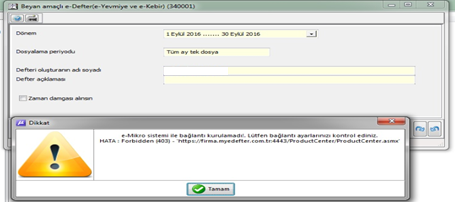 Beyan amaçlı e-Defter(e-Yevmiye ve e-Kebir) (340001)
Dönem
1 Eylül 2016 ....... 30 Eylül 2016
Dosyalama periyodu
Tüm ay tek dosya
Defteri oluşturanın adı soyadı
Defter açıklaması
Zaman damgası alınsın
Dikkat
e-Mikro sistemi ile bağlantı kurulamadı!. Lütfen bağlantı ayarlarınızı kontrol ediniz.
HATA : Forbidden (403) - 'https://firma.myedefter.com.tr:4443/ProductCenter/ProductCenter.asmx'
Tamam